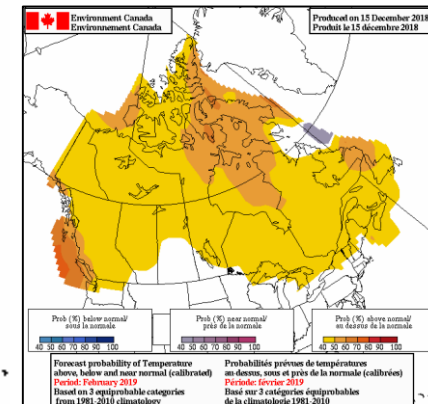 Environment Canada
Environnement Canada
Produced on 15 December 2018
Produit le 15 décembre 2018
Prob (%) below normal/
sous la normale
40 50 60 70 80 90 100
Prob (%) near normal/
près de la normale
40 50 60 70 80 90 100
Prob (%) above normal/
au dessus de la normale
40 50 60 70 80 90 100
Forecast probability of Temperature
above, below and near normal (calibrated)
Period: February 2019
Based on 3 equiprobable categories
from 1981-2010 climatology
Probabilités prévues de températures
au-dessus, sous et près de la normale (calibrées)
Période: février 2019
Basé sur 3 catégories équiprobables
de la climatologie 1981-2010